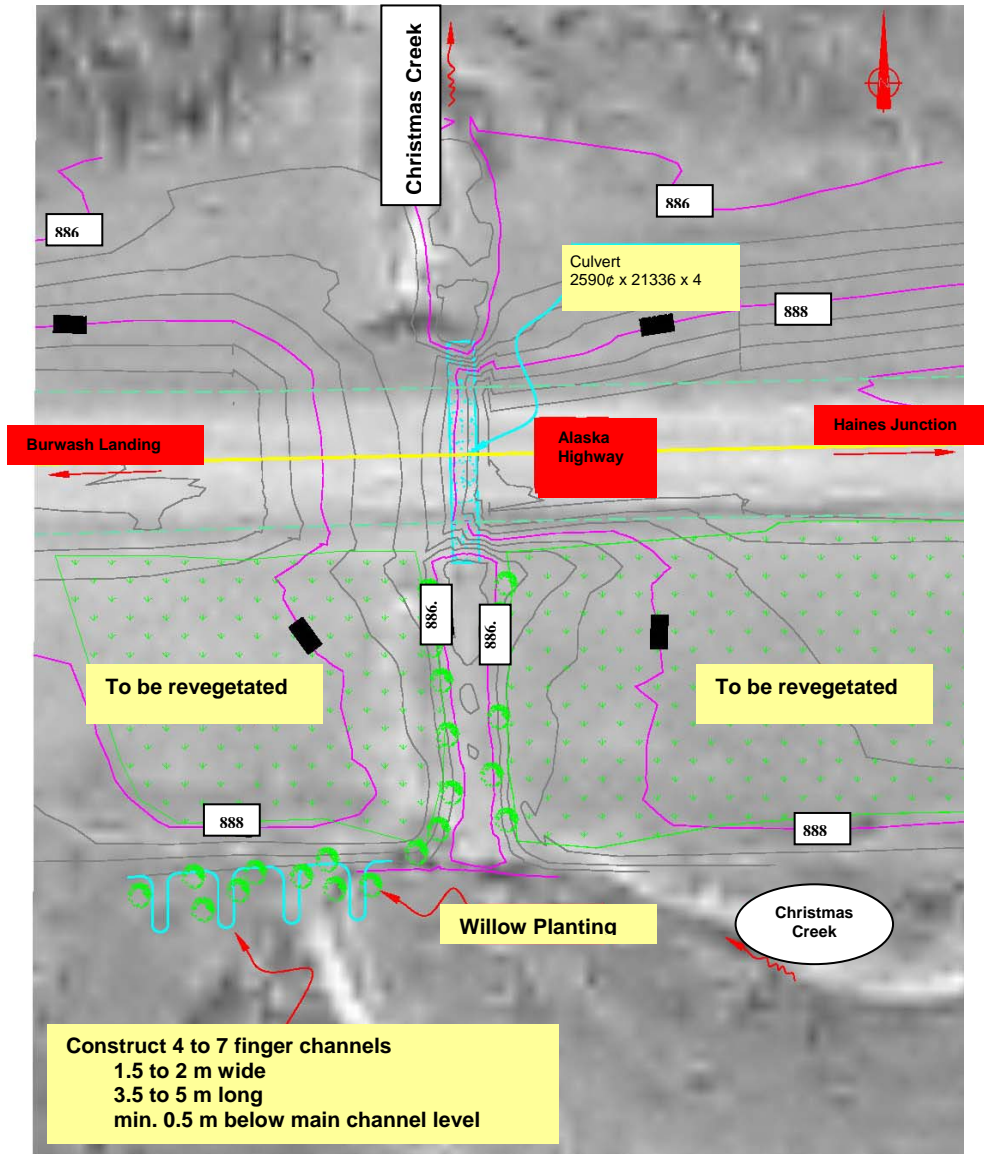 Christmas Creek
886
886
Culvert
2590¢ x 21336 x 4
888
Burwash Landing
Alaska
Highway
Haines Junction
886.
886.
To be revegetated
To be revegetated
888
888
Willow Planting
Christmas
Creek
Construct 4 to 7 finger channels
1.5 to 2 m wide
3.5 to 5 m long
min. 0.5 m below main channel level